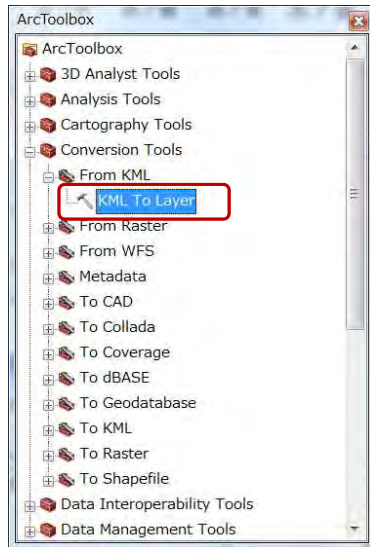 ArcToolbox
ArcToolbox
3D Analyst Tools
Analysis Tools
Cartography Tools
Conversion Tools
From KML
KML To Layer
From Raster
From WFS
Metadata
To CAD
To Collada
To Coverage
To dBASE
To Geodatabase
To KML
To Raster
To Shapefile
Data Interoperability Tools
Data Management Tools